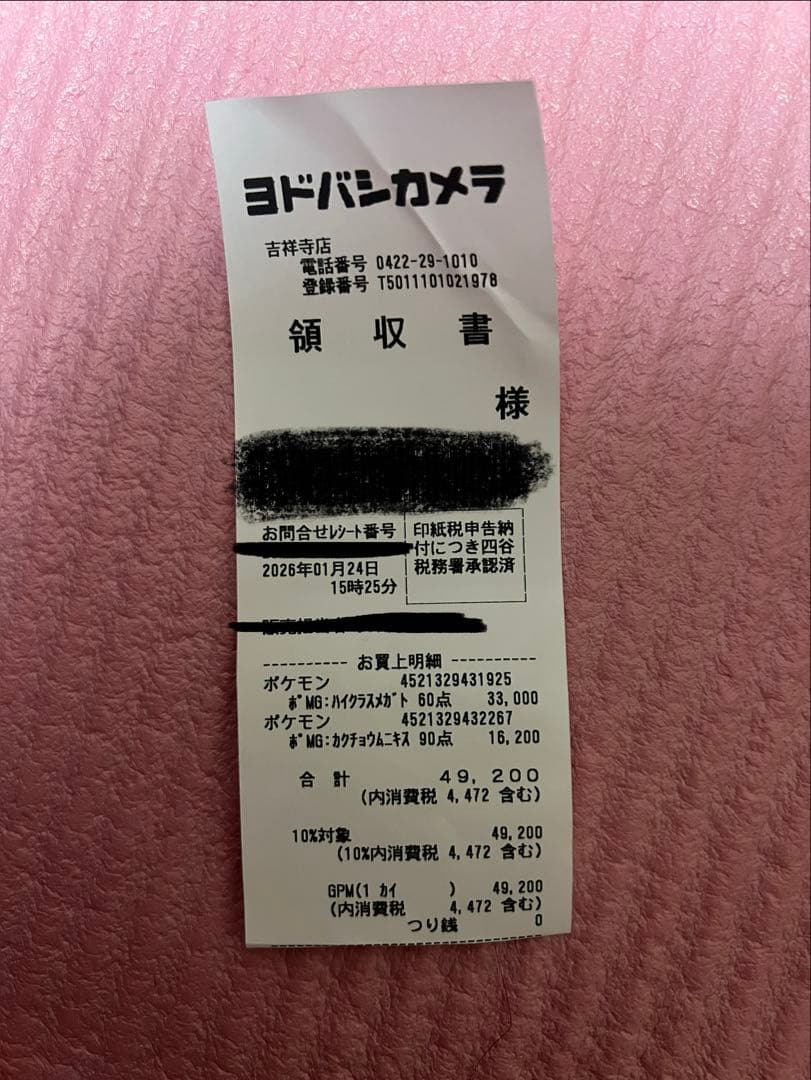 ヨドバシカメラ
吉祥寺店
電話番号 0422-29-1010
登録番号 T5011101021978
領 収 書
様
お問合せﾚｼｰﾄ番号
印紙税申告納
付につき四谷
税務署承認済
2026年01月24日
15時25分
---------- お買上明細 ----------
ポケモン 4521329431925
ﾎﾟMG:ﾊｲｸﾗｽﾒｶﾞﾄ 60点 33,000
ポケモン 4521329432267
ﾎﾟMG:ｶｸﾁｮｳﾑﾆｷｽ 90点 16,200
合 計 49,200
(内消費税 4,472 含む)
10%対象 49,200
(10%内消費税 4,472 含む)
GPM(1 ｶｲ ) 49,200
(内消費税 4,472 含む)
つり銭 0